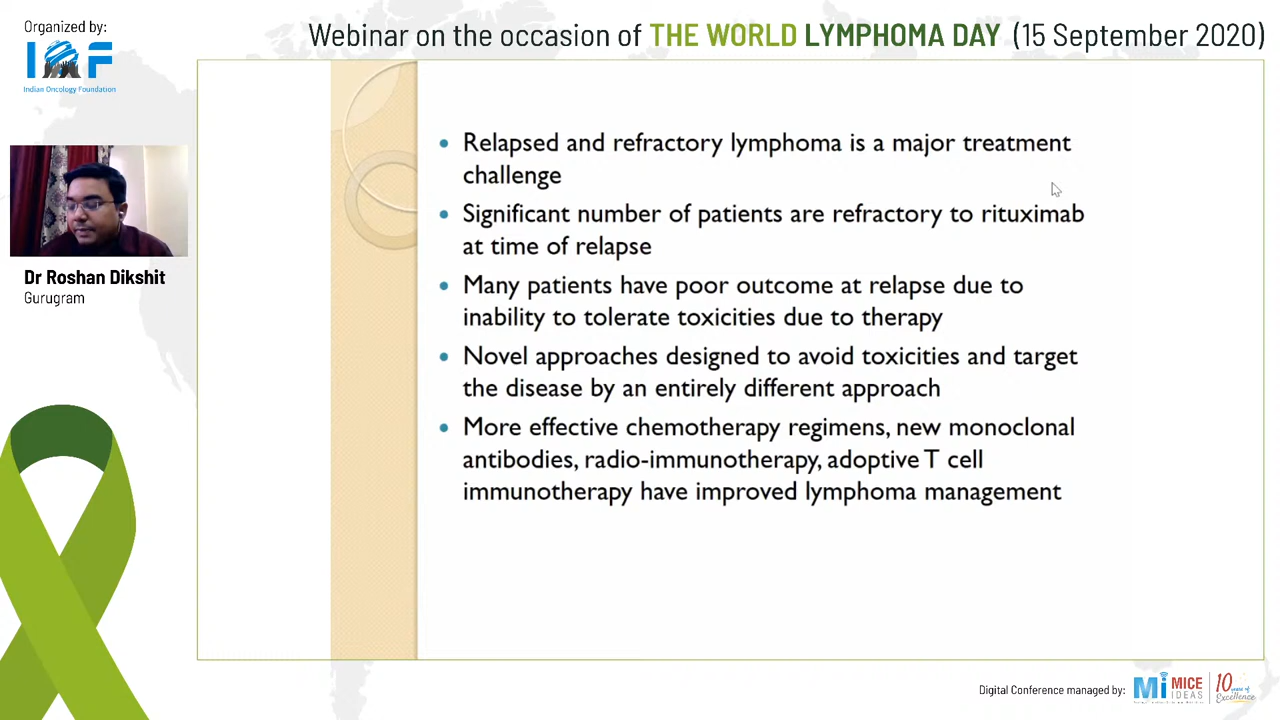 Organized by:
Webinar on the occasion of THE WORLD LYMPHOMA DAY (15 September 2020)
IOF
Indian Oncology Foundation
• Relapsed and refractory lymphoma is a major treatment
challenge
• Significant number of patients are refractory to rituximab
at time of relapse
• Many patients have poor outcome at relapse due to
inability to tolerate toxicities due to therapy
• Novel approaches designed to avoid toxicities and target
the disease by an entirely different approach
• More effective chemotherapy regimens, new monoclonal
antibodies, radio-immunotherapy, adoptive T cell
immunotherapy have improved lymphoma management
Dr Roshan Dikshit
Gurugram
Digital Conference managed by:
Mi MICE
IDEAS
10 years of
Excellence